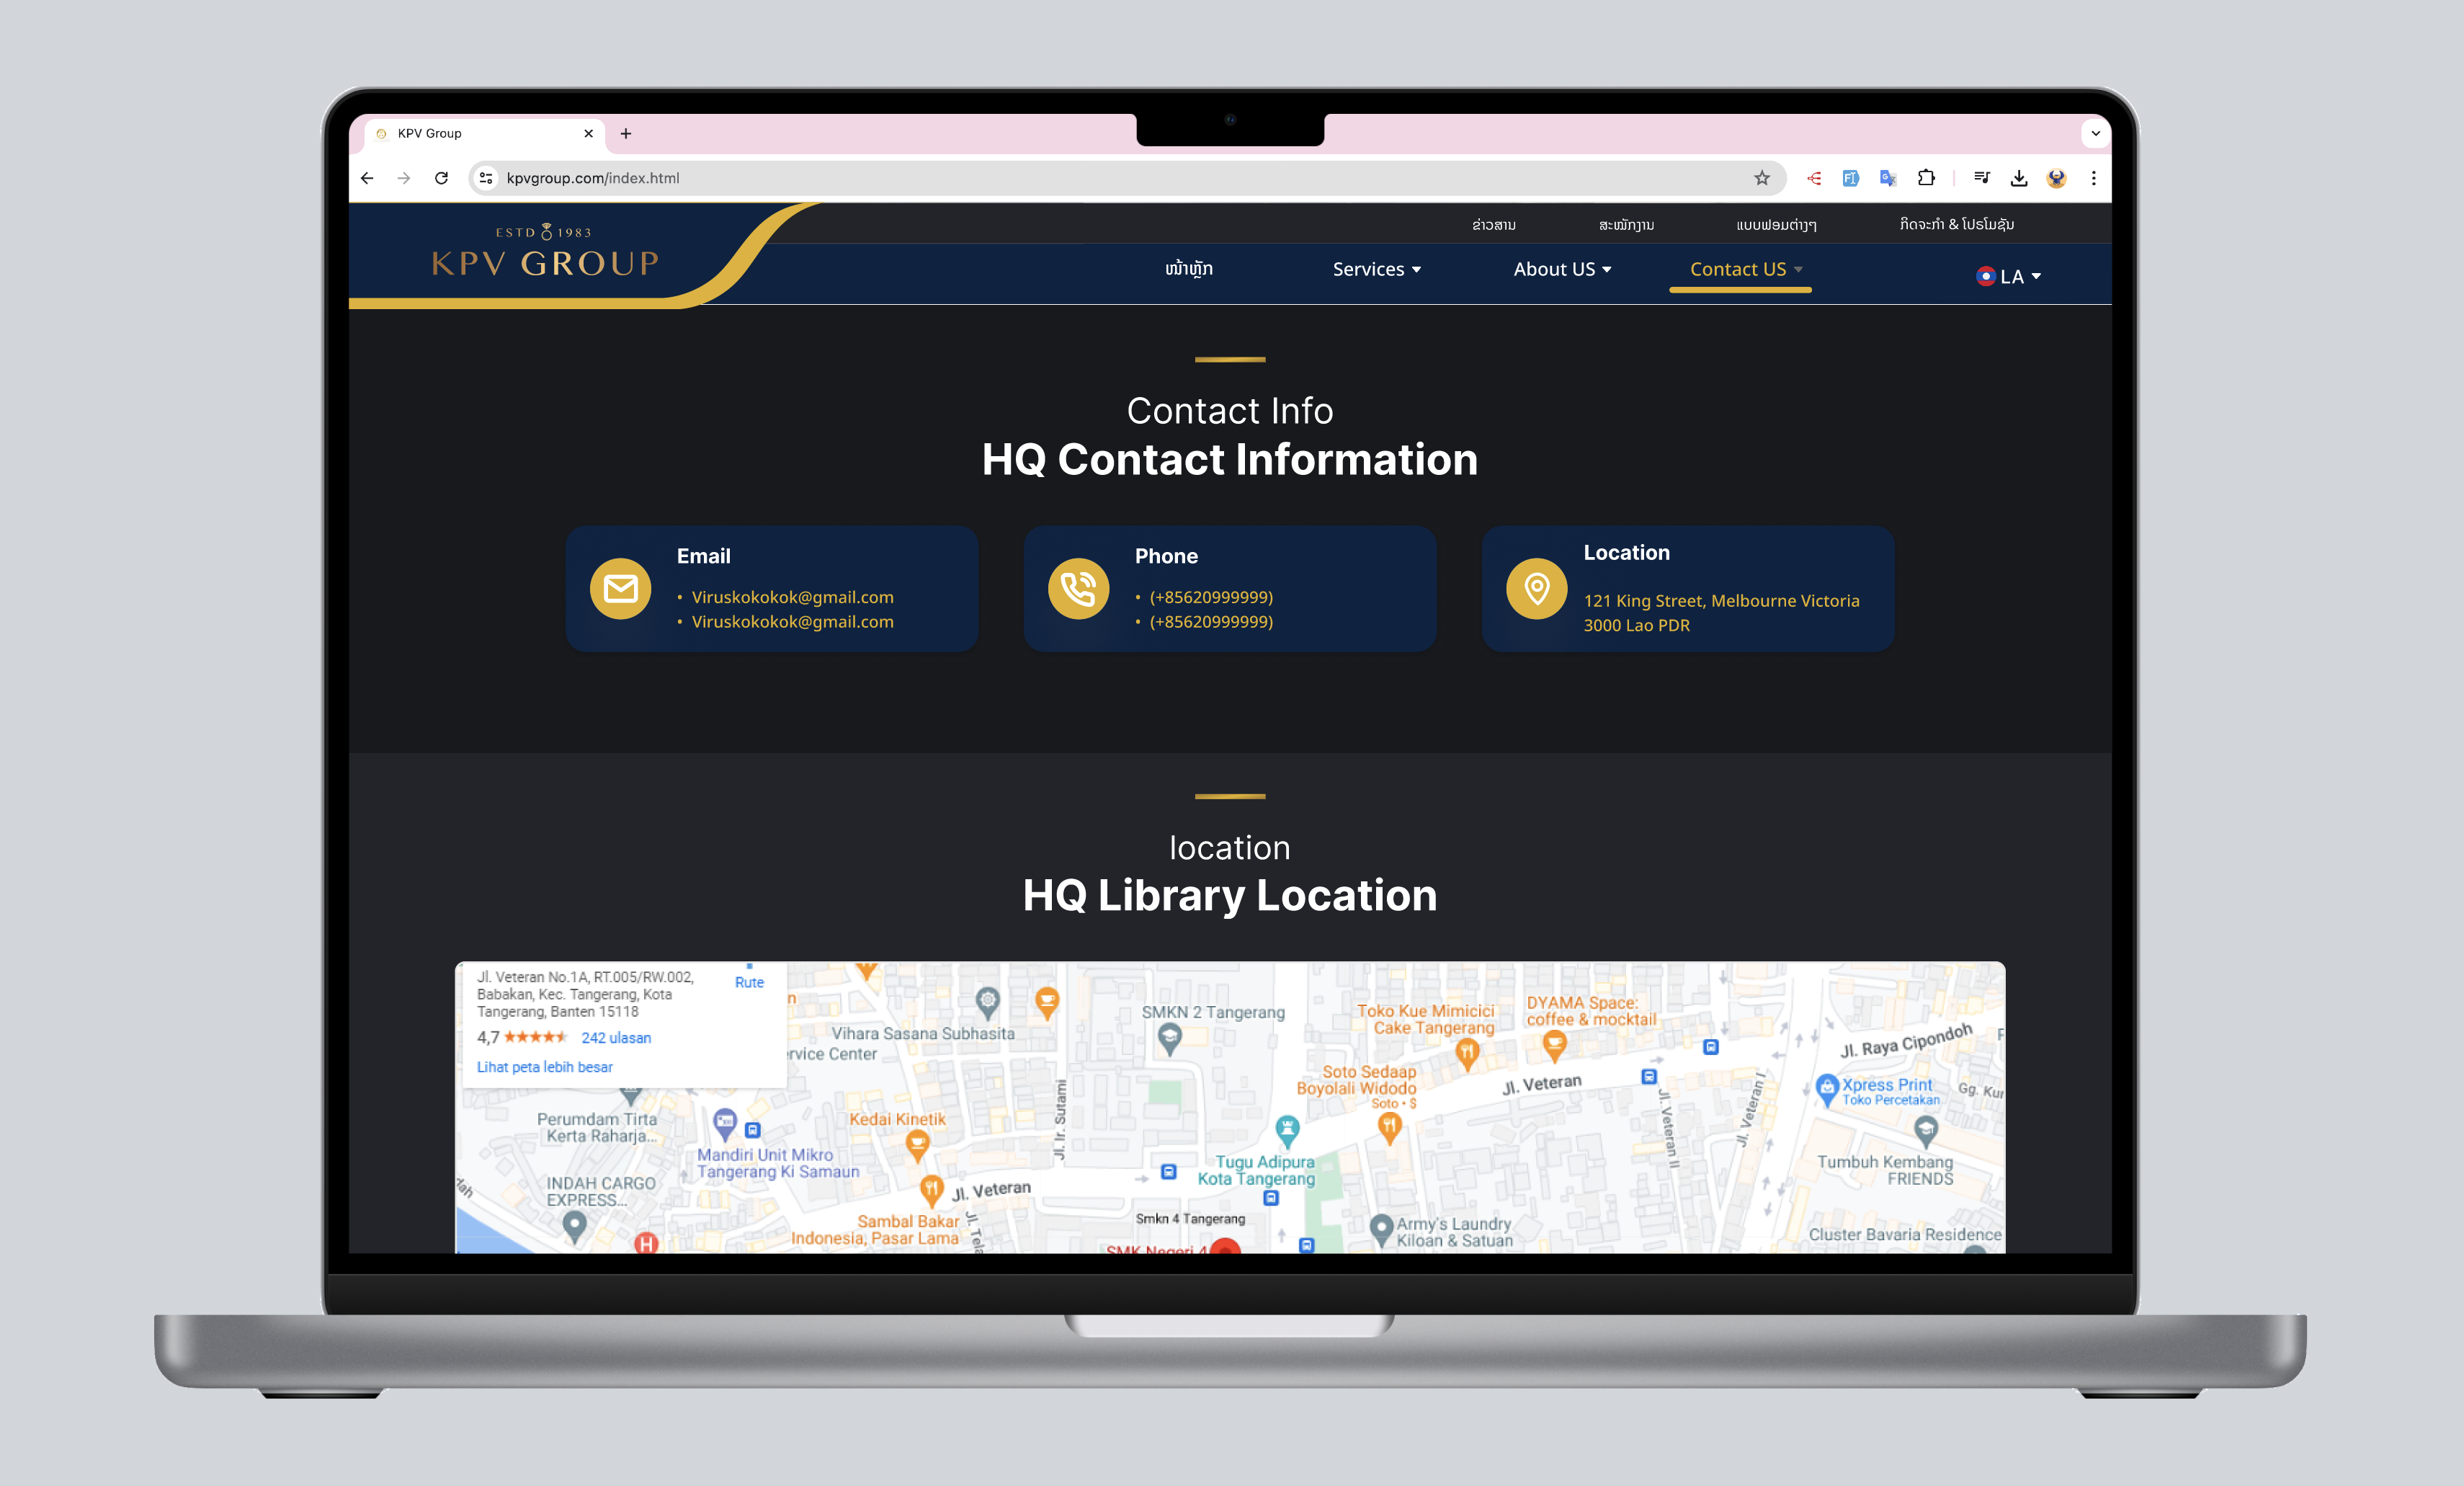 KPV Group
kpvgroup.com/index.html
ESTD 1983
KPV GROUP
ຂ່າວສານ
ສະໝັກງານ
ແບບຟອມຕ່າງໆ
ກິດຈະກຳ & ໂປຣໂມຊັນ
ໜ້າຫຼັກ
Services
About US
Contact US
LA
Contact Info
HQ Contact Information
Email
• Viruskokokok@gmail.com
• Viruskokokok@gmail.com
Phone
• (+85620999999)
• (+85620999999)
Location
121 King Street, Melbourne Victoria
3000 Lao PDR
location
HQ Library Location
Jl. Veteran No.1A, RT.005/RW.002,
Babakan, Kec. Tangerang, Kota
Tangerang, Banten 15118
Rute
4,7
242 ulasan
Lihat peta lebih besar
Vihara Sasana Subhasita
Service Center
SMKN 2 Tangerang
Toko Kue Mimicici
Cake Tangerang
DYAMA Space:
coffee & mocktail
Jl. Raya Cipondoh
Soto Sedaap
Boyolali Widodo
Soto • $
Jl. Veteran
Xpress Print
Toko Percetakan
Gg. Kur
Jl. Ir. Sutami
Jl. Veteran II
Jl. Veteran I
Perumdam Tirta
Kerta Raharja...
Kedai Kinetik
Mandiri Unit Mikro
Tangerang Ki Samaun
Tugu Adipura
Kota Tangerang
Tumbuh Kembang
FRIENDS
INDAH CARGO
EXPRESS...
Jl. Veteran
Sambal Bakar
Indonesia, Pasar Lama
Jl. Tela
Smkn 4 Tangerang
SMK Negeri 4
Army's Laundry
Kiloan & Satuan
Cluster Bavaria Residence
H